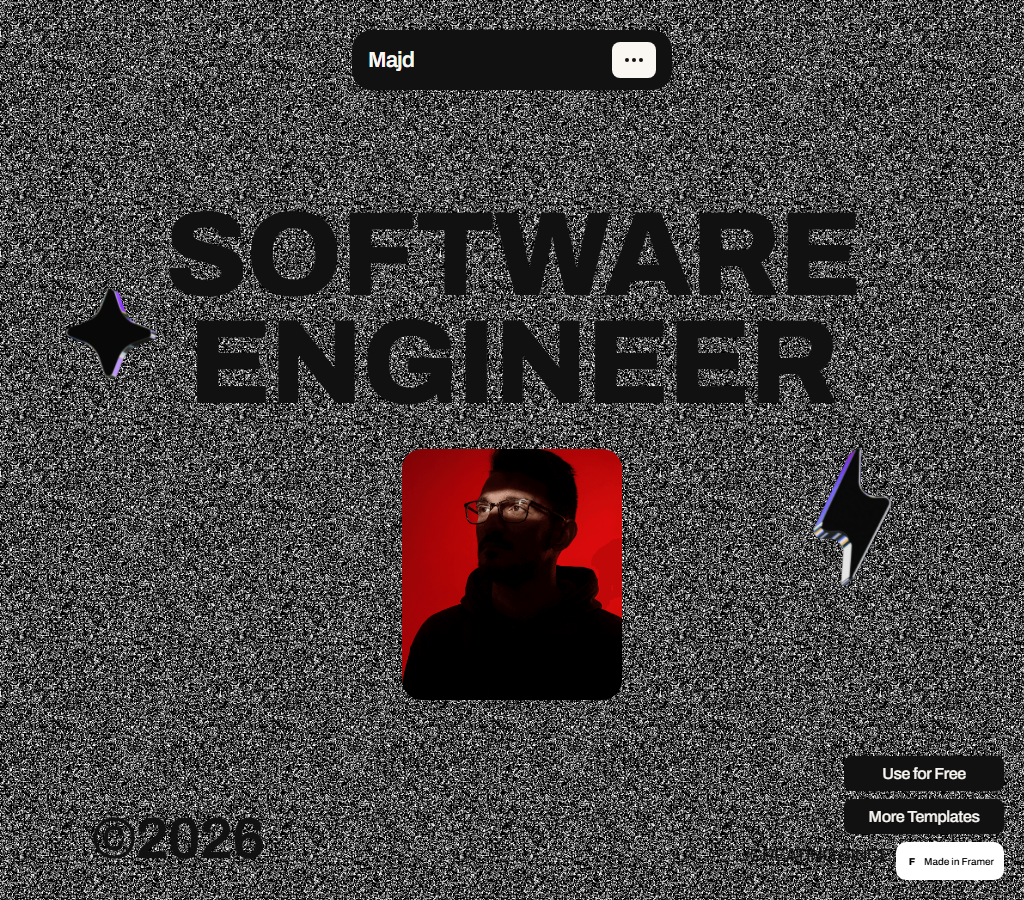 Majd
SOFTWARE
ENGINEER
Use for Free
More Templates
©2026
F Made in Framer